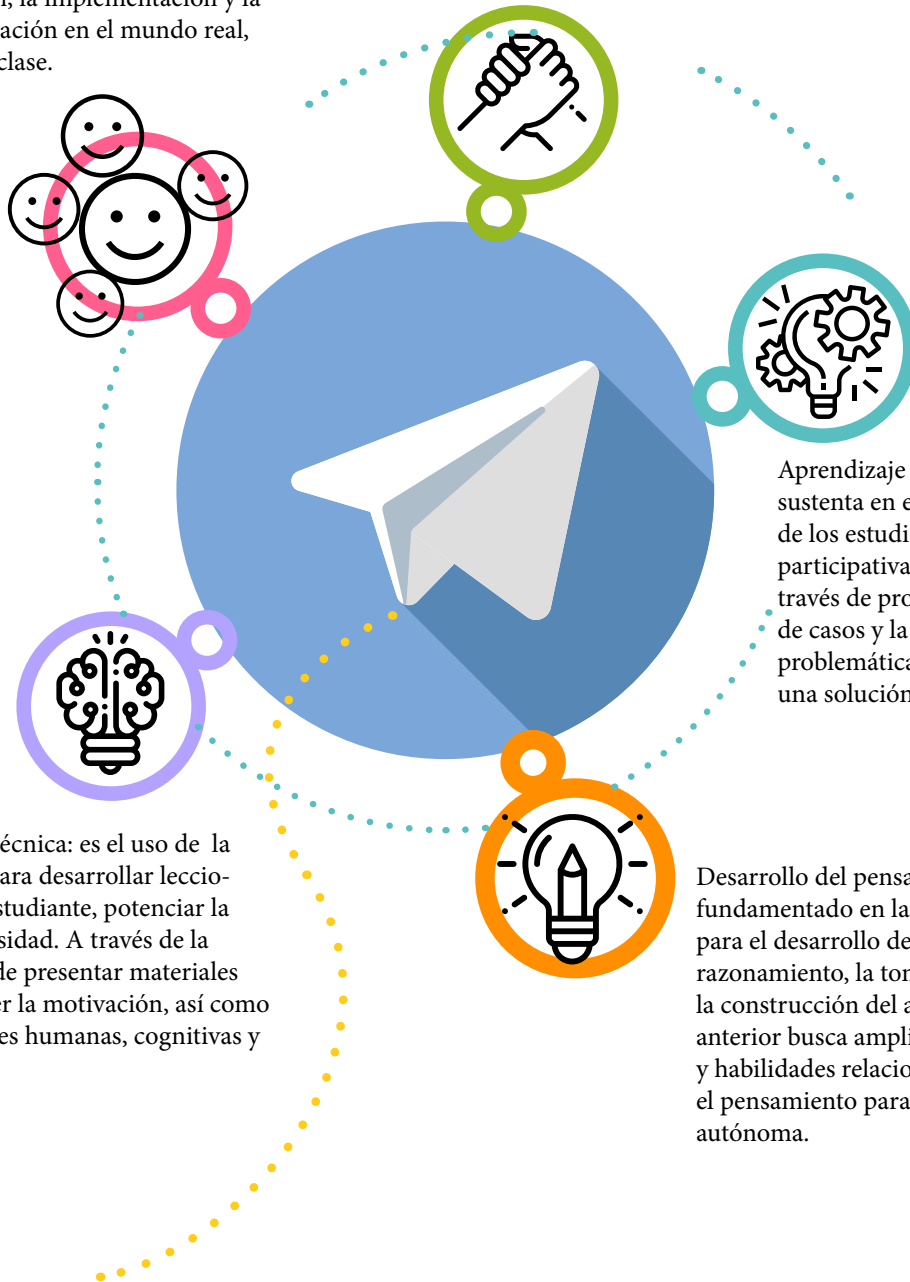 la implementación y la
ación en el mundo real,
clase.
Aprendizaje
sustenta en
de los estudi
participativa
través de pro
de casos y la
problemática
una solución
écnica: es el uso de la
ara desarrollar leccio-
studiante, potenciar la
sidad. A través de la
de presentar materiales
er la motivación, así como
es humanas, cognitivas y
Desarrollo del pensa
fundamentado en la
para el desarrollo de
razonamiento, la ton
la construcción del a
anterior busca ampli
y habilidades relacio
el pensamiento para
autónoma.